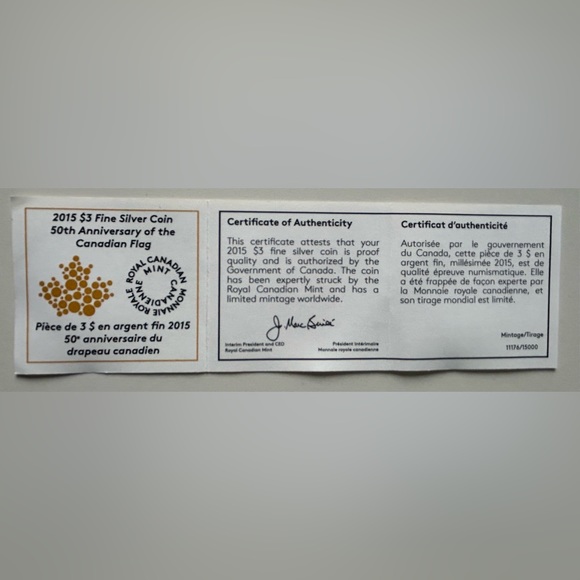 2015 $3 Fine Silver Coin
50th Anniversary of the
Canadian Flag
ROYAL CANADIAN MINT
MONNAIE ROYALE CANADIENNE
Pièce de 3 $ en argent fin 2015
50e anniversaire du
drapeau canadien
Certificate of Authenticity
This certificate attests that your
2015 $3 fine silver coin is proof
quality and is authorized by the
Government of Canada. The coin
has been expertly struck by the
Royal Canadian Mint and has a
limited mintage worldwide.
Interim President and CEO
Royal Canadian Mint
Président intérimaire
Monnaie royale canadienne
Certificat d'authenticité
Autorisée par le gouvernement
du Canada, cette pièce de 3 $ en
argent fin, millésimée 2015, est de
qualité épreuve numismatique. Elle
a été frappée de façon experte par
la Monnaie royale canadienne, et
son tirage mondial est limité.
Mintage/Tirage
11176/15000